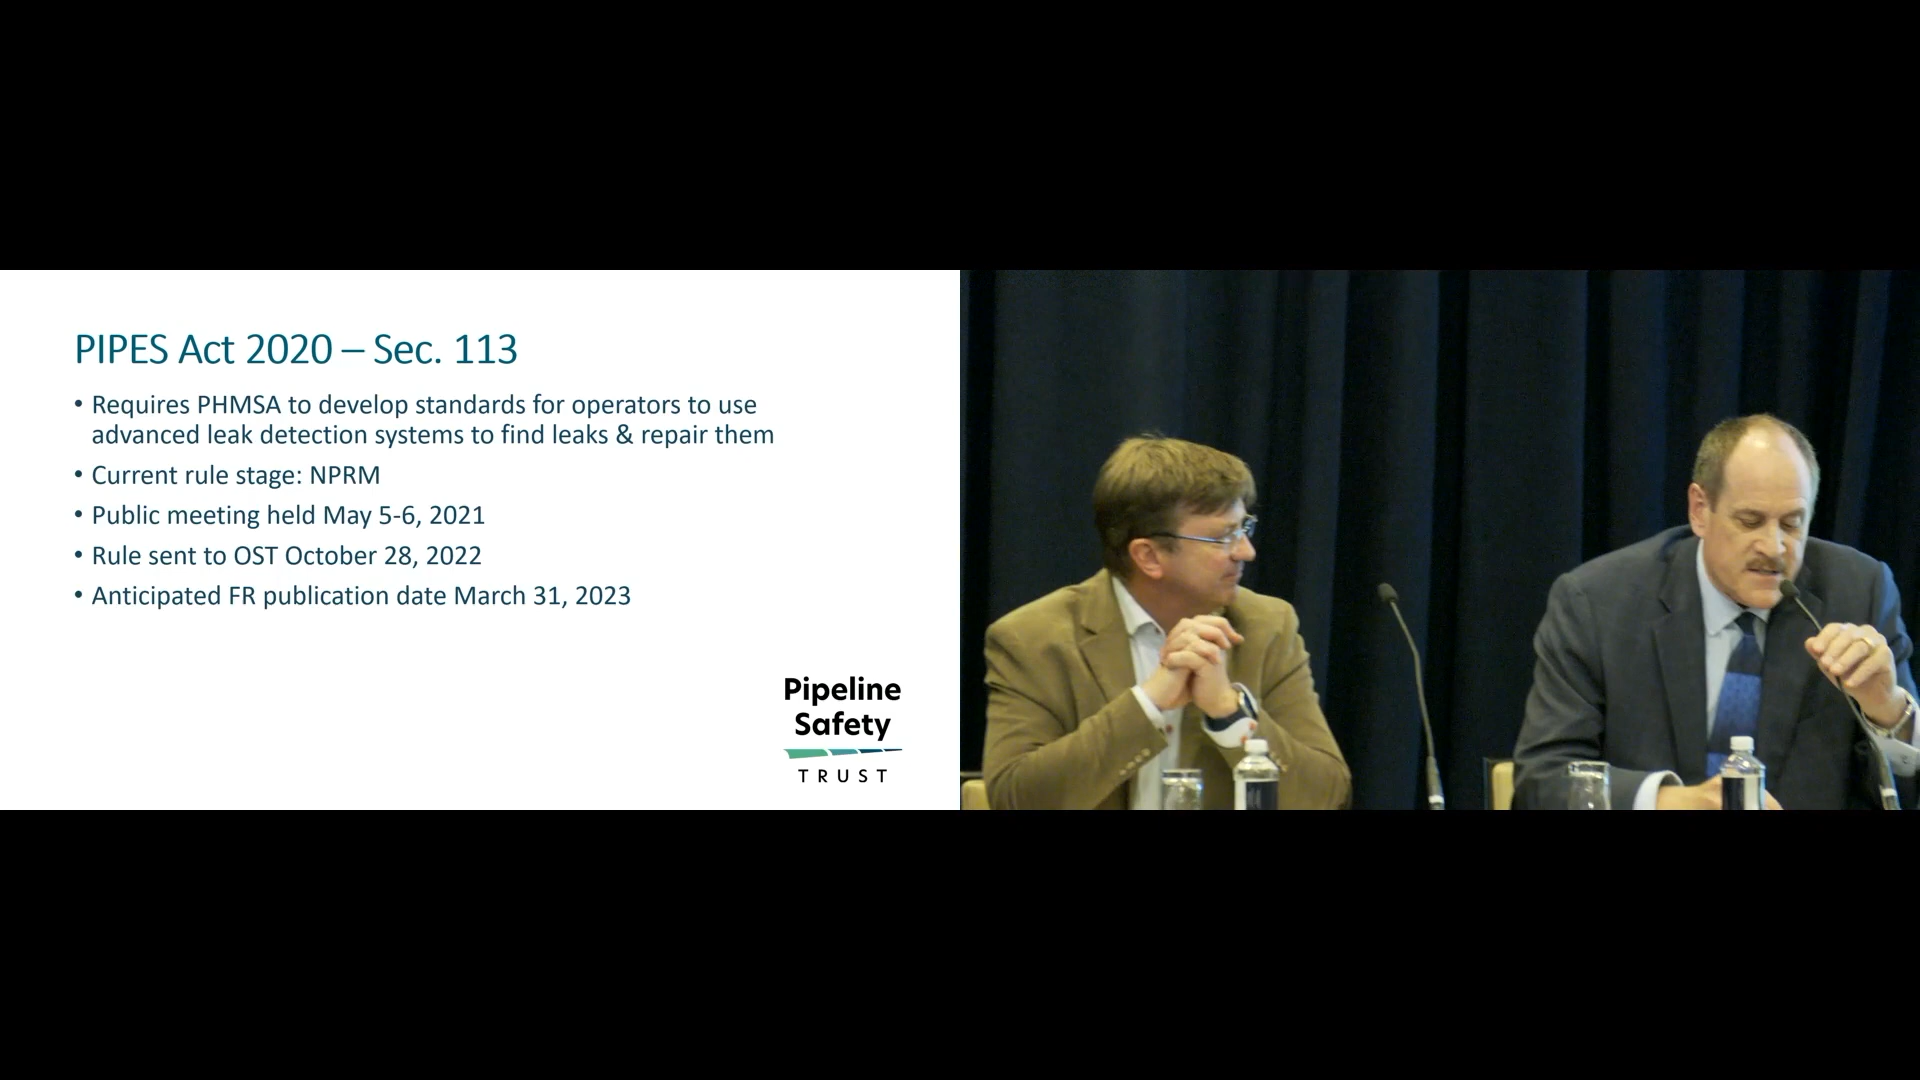 PIPES Act 2020 – Sec. 113
• Requires PHMSA to develop standards for operators to use
advanced leak detection systems to find leaks & repair them
• Current rule stage: NPRM
• Public meeting held May 5-6, 2021
• Rule sent to OST October 28, 2022
• Anticipated FR publication date March 31, 2023
Pipeline
Safety
TRUST